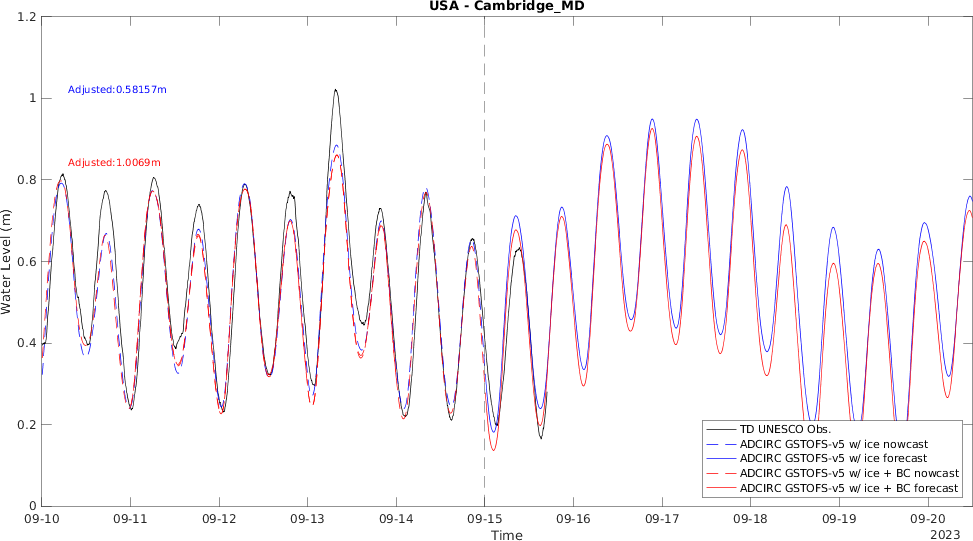 USA - Cambridge_MD
1.2
1
0.8
0.6
0.4
0.2
0
Water Level (m)
Adjusted:0.58157m
Adjusted:1.0069m
TD UNESCO Obs.
ADCIRC GSTOFS-v5 w/ ice nowcast
ADCIRC GSTOFS-v5 w/ ice forecast
ADCIRC GSTOFS-v5 w/ ice + BC nowcast
ADCIRC GSTOFS-v5 w/ ice + BC forecast
09-10 09-11 09-12 09-13 09-14 09-15 09-16 09-17 09-18 09-19 09-20
Time
2023